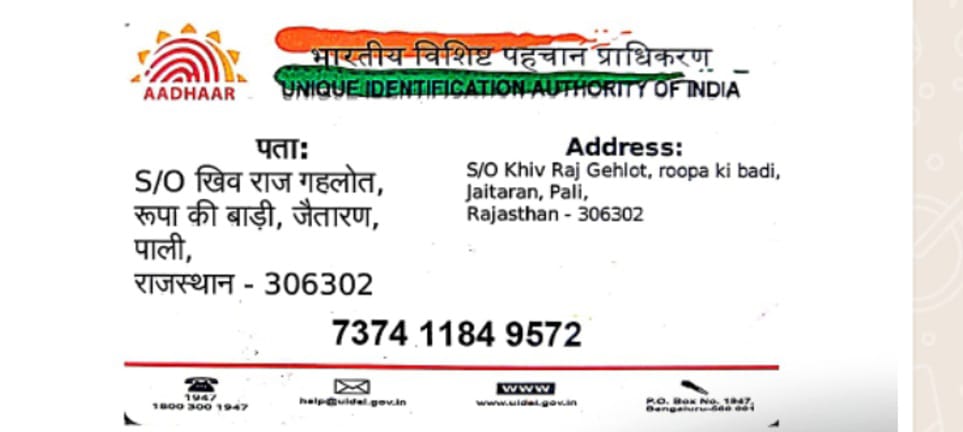 AADHAAR
भारतीय विशिष्ट पहचान प्राधिकरण
UNIQUE IDENTIFICATION AUTHORITY OF INDIA
पता:
S/O खिव राज गहलोत,
रूपा की बाड़ी, जैतारण,
पाली,
राजस्थान - 306302
Address:
S/O Khiv Raj Gehlot, roopa ki badi,
Jaitaran, Pali,
Rajasthan - 306302
7374 1184 9572
1947
1800 300 1947
help@uidai.gov.in
www
www.uidai.gov.in
P.O. Box No. 1947,
Bengaluru-560 001